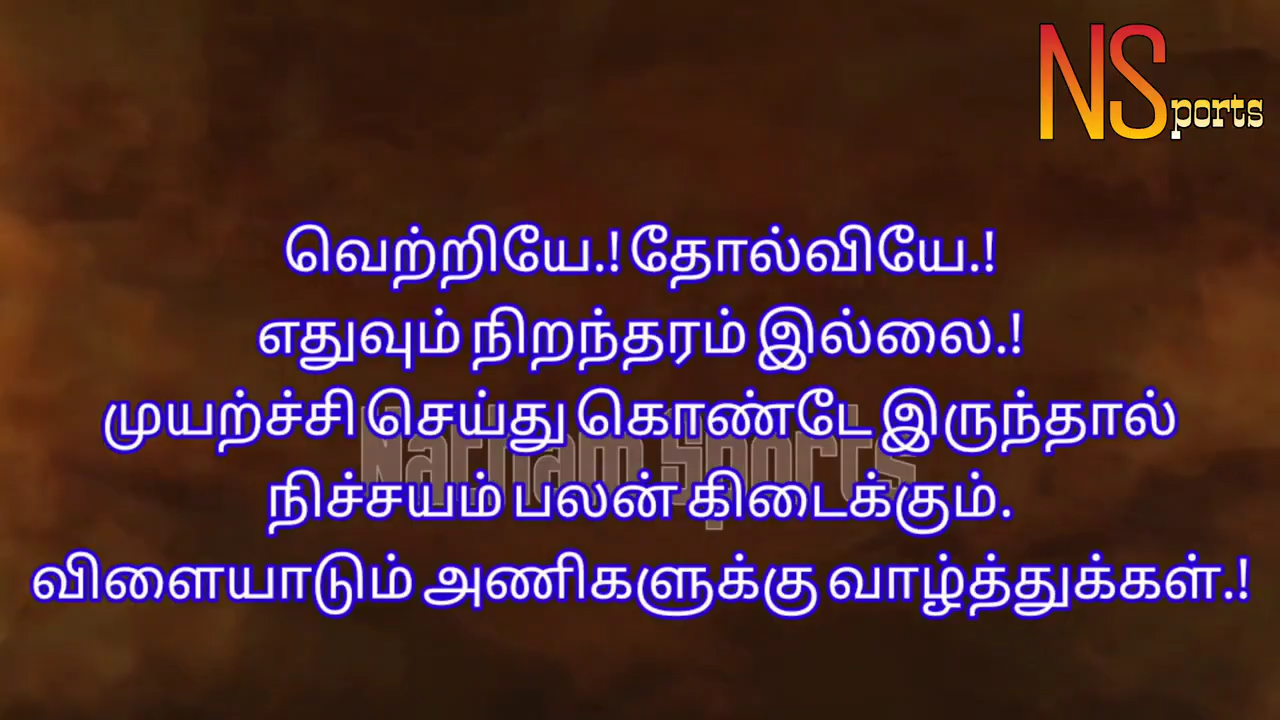 NSports
வெற்றியே.! தோல்வியே.!
எதுவும் நிறந்தரம் இல்லை.!
முயற்ச்சி செய்து கொண்டே இருந்தால்
நிச்சயம் பலன் கிடைக்கும்.
விளையாடும் அணிகளுக்கு வாழ்த்துக்கள்.!